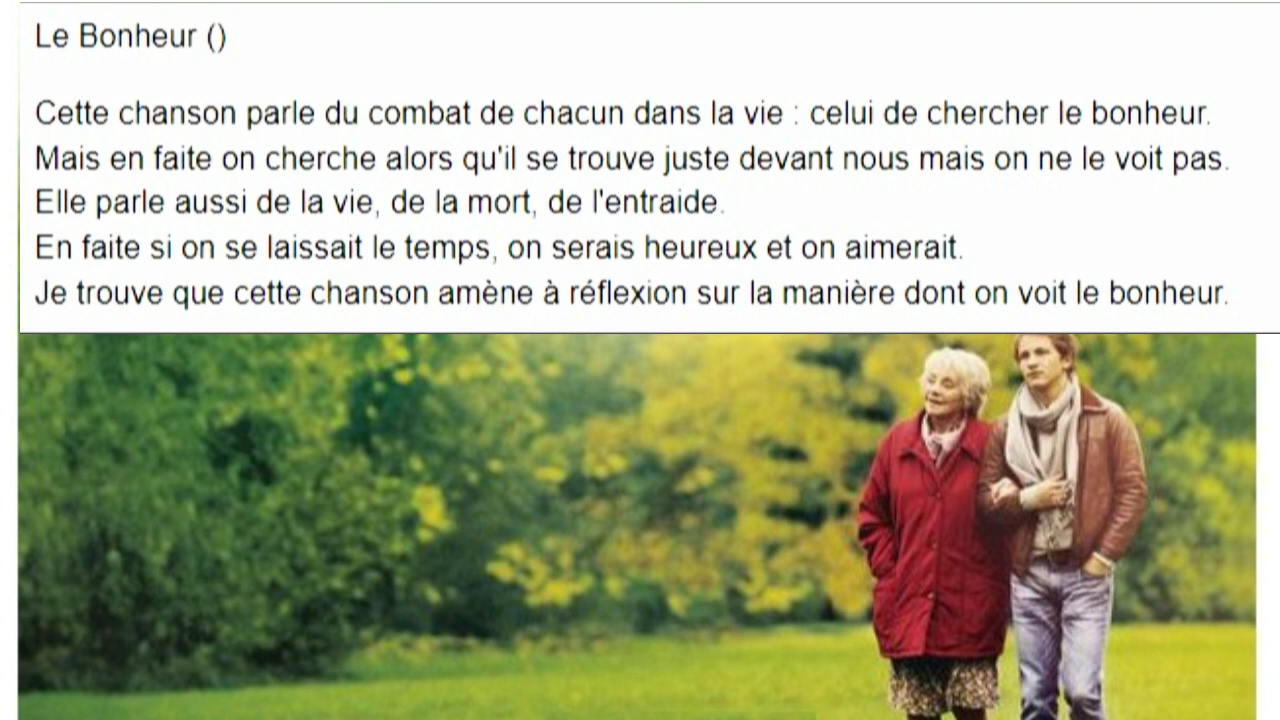 Le Bonheur ()
Cette chanson parle du combat de chacun dans la vie : celui de chercher le bonheur.
Mais en faite on cherche alors qu'il se trouve juste devant nous mais on ne le voit pas.
Elle parle aussi de la vie, de la mort, de l'entraide.
En faite si on se laissait le temps, on serais heureux et on aimerait.
Je trouve que cette chanson amène à réflexion sur la manière dont on voit le bonheur.